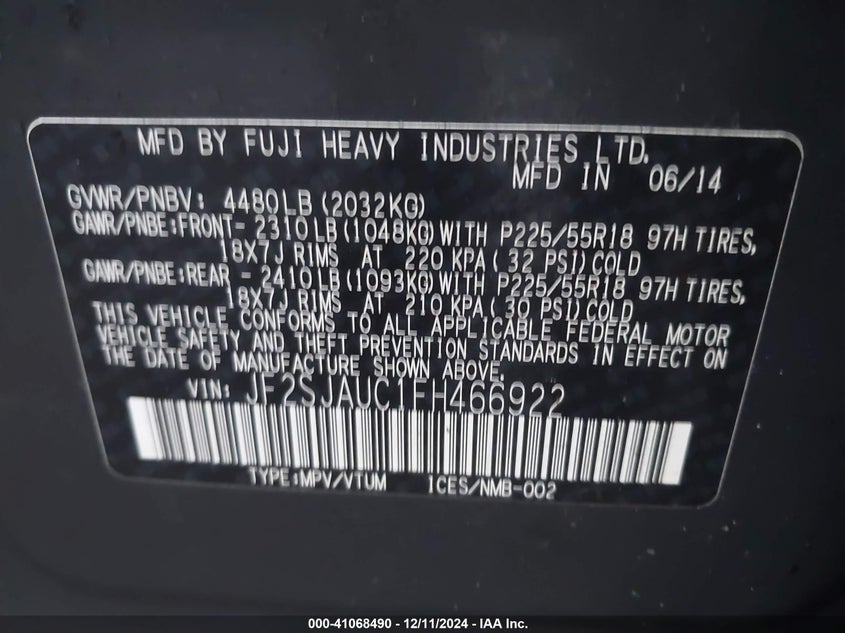 MFD BY FUJI HEAVY INDUSTRIES LTD.
MFD IN 06/14
GVWR/PNBV: 4480LB(2032KG)
GAWR/PNBE:FRONT- 2310LB(1048KG)WITH P225/55R18 97H TIRES,
18X7J RIMS AT 220 KPA(32 PSI)COLD
GAWR/PNBE:REAR - 2410LB(1093KG)WITH P225/55R18 97H TIRES,
18X7J RIMS AT 210 KPA(30 PSI)COLD
THIS VEHICLE CONFORMS TO ALL APPLICABLE FEDERAL MOTOR
VEHICLE SAFETY AND THEFT PREVENTION STANDARDS IN EFFECT ON
THE DATE OF MANUFACTURE SHOWN ABOVE.
VIN: JF2SJAUC1FH466922
TYPE:MPV/VTUM ICES/NMB-002
000-41068490 - 12/11/2024 - IAA Inc.